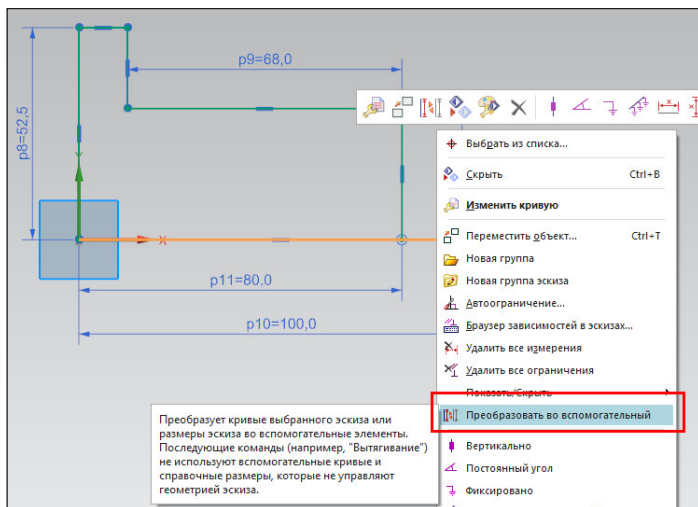 p9=68,0
p8=52,5
Выбрать из списка...
Скрыть Ctrl+B
Изменить кривую
X
Переместить объект... Ctrl+T
Новая группа
p11=80,0
Новая группа эскиза
Автоограничение...
p10=100,0
Браузер зависимостей в эскизах...
Удалить все измерения
Удалить все ограничения
Показать/Скрыть
Преобразовать во вспомогательный
Преобразует кривые выбранного эскиза или
размеры эскиза во вспомогательные элементы.
Последующие команды (например, "Вытягивание")
не используют вспомогательные кривые и
справочные размеры, которые не управляют
геометрией эскиза.
Вертикально
Постоянный угол
Фиксировано